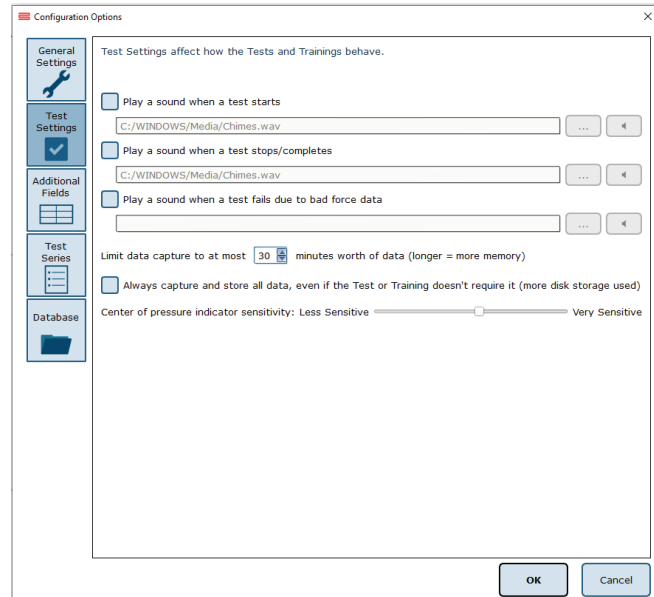 Configuration Options
General
Settings
Test
Settings
Additional
Fields
Test
Series
Database
Test Settings affect how the Tests and Trainings behave.
Play a sound when a test starts
C:/WINDOWS/Media/Chimes.wav ...
Play a sound when a test stops/completes
C:/WINDOWS/Media/Chimes.wav ...
Play a sound when a test fails due to bad force data
...
Limit data capture to at most 30 minutes worth of data (longer = more memory)
Always capture and store all data, even if the Test or Training doesn't require it (more disk storage used)
Center of pressure indicator sensitivity: Less Sensitive Very Sensitive
OK Cancel